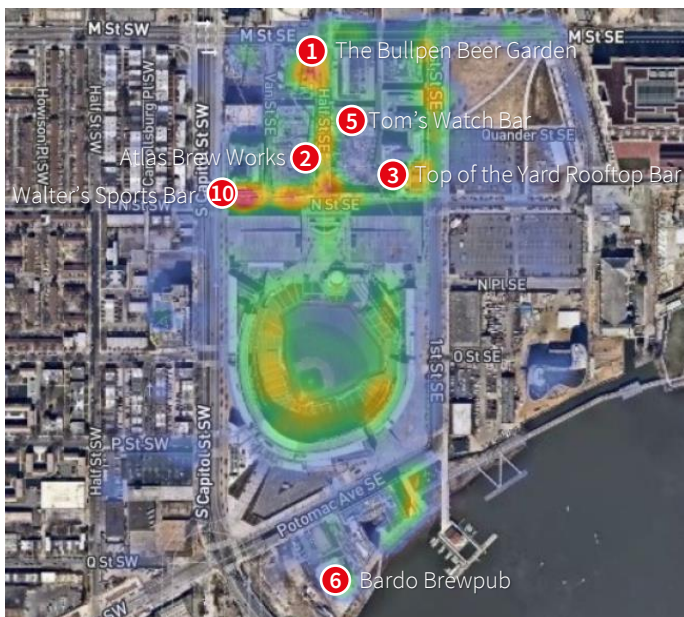 M St SW
M St SE
M St SE
1
The Bullpen Beer Garden
Howison Pl SW
Half St SW
Carrollsburg Pl SW
S Capitol St SW
Van St SE
Half St SE
1st St SE
5
Tom's Watch Bar
Quander St SE
Atlas Brew Works
2
3
Top of the Yard Rooftop Bar
Walter's Sports Bar
10
N St SW
N St SE
N Pl SE
O St SE
1st St SE
P St SW
Half St SW
S Capitol St SW
Potomac Ave SE
Q St SW
SW
6
Bardo Brewpub